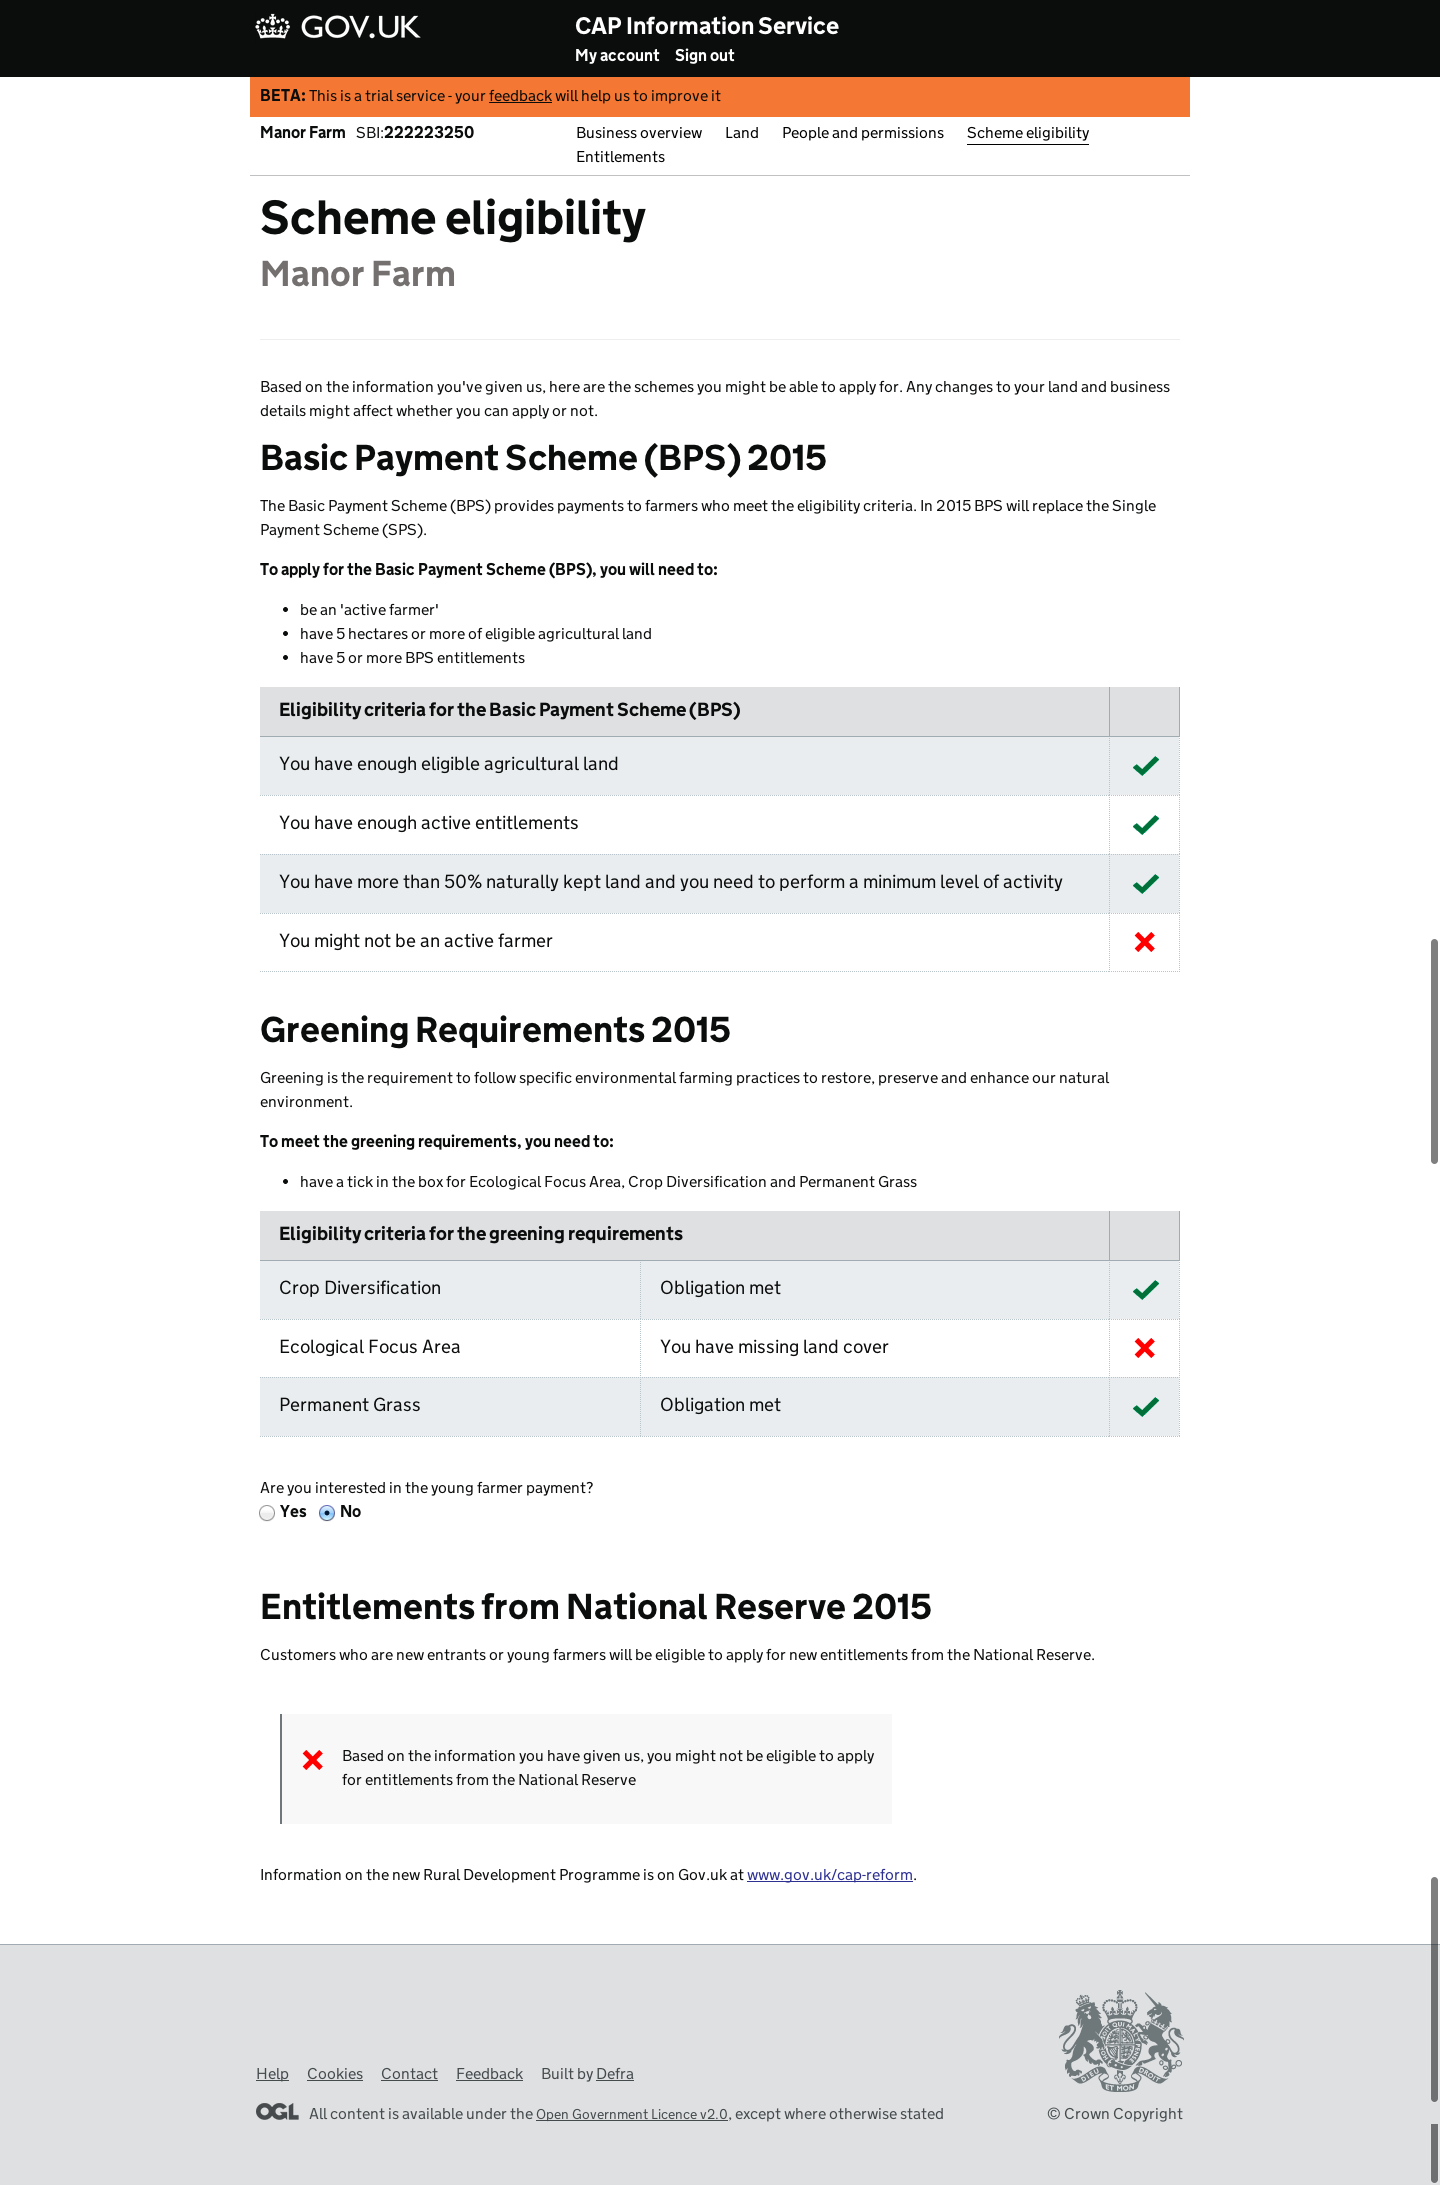 GOV.UK
CAP Information Service
My account Sign out
BETA: This is a trial service - your feedback will help us to improve it
Manor Farm SBI:222223250
Business overview Land People and permissions Scheme eligibility
Entitlements
Scheme eligibility
Manor Farm
Based on the information you've given us, here are the schemes you might be able to apply for. Any changes to your land and business
details might affect whether you can apply or not.
Basic Payment Scheme (BPS) 2015
The Basic Payment Scheme (BPS) provides payments to farmers who meet the eligibility criteria. In 2015 BPS will replace the Single
Payment Scheme (SPS).
To apply for the Basic Payment Scheme (BPS), you will need to:
• be an 'active farmer'
• have 5 hectares or more of eligible agricultural land
• have 5 or more BPS entitlements
Eligibility criteria for the Basic Payment Scheme (BPS)
You have enough eligible agricultural land
You have enough active entitlements
You have more than 50% naturally kept land and you need to perform a minimum level of activity
You might not be an active farmer
Greening Requirements 2015
Greening is the requirement to follow specific environmental farming practices to restore, preserve and enhance our natural
environment.
To meet the greening requirements, you need to:
• have a tick in the box for Ecological Focus Area, Crop Diversification and Permanent Grass
Eligibility criteria for the greening requirements
Crop Diversification Obligation met
Ecological Focus Area You have missing land cover
Permanent Grass Obligation met
Are you interested in the young farmer payment?
Yes No
Entitlements from National Reserve 2015
Customers who are new entrants or young farmers will be eligible to apply for new entitlements from the National Reserve.
Based on the information you have given us, you might not be eligible to apply
for entitlements from the National Reserve
Information on the new Rural Development Programme is on Gov.uk at www.gov.uk/cap-reform.
Help Cookies Contact Feedback Built by Defra
OGL All content is available under the Open Government Licence v2.0, except where otherwise stated
© Crown Copyright